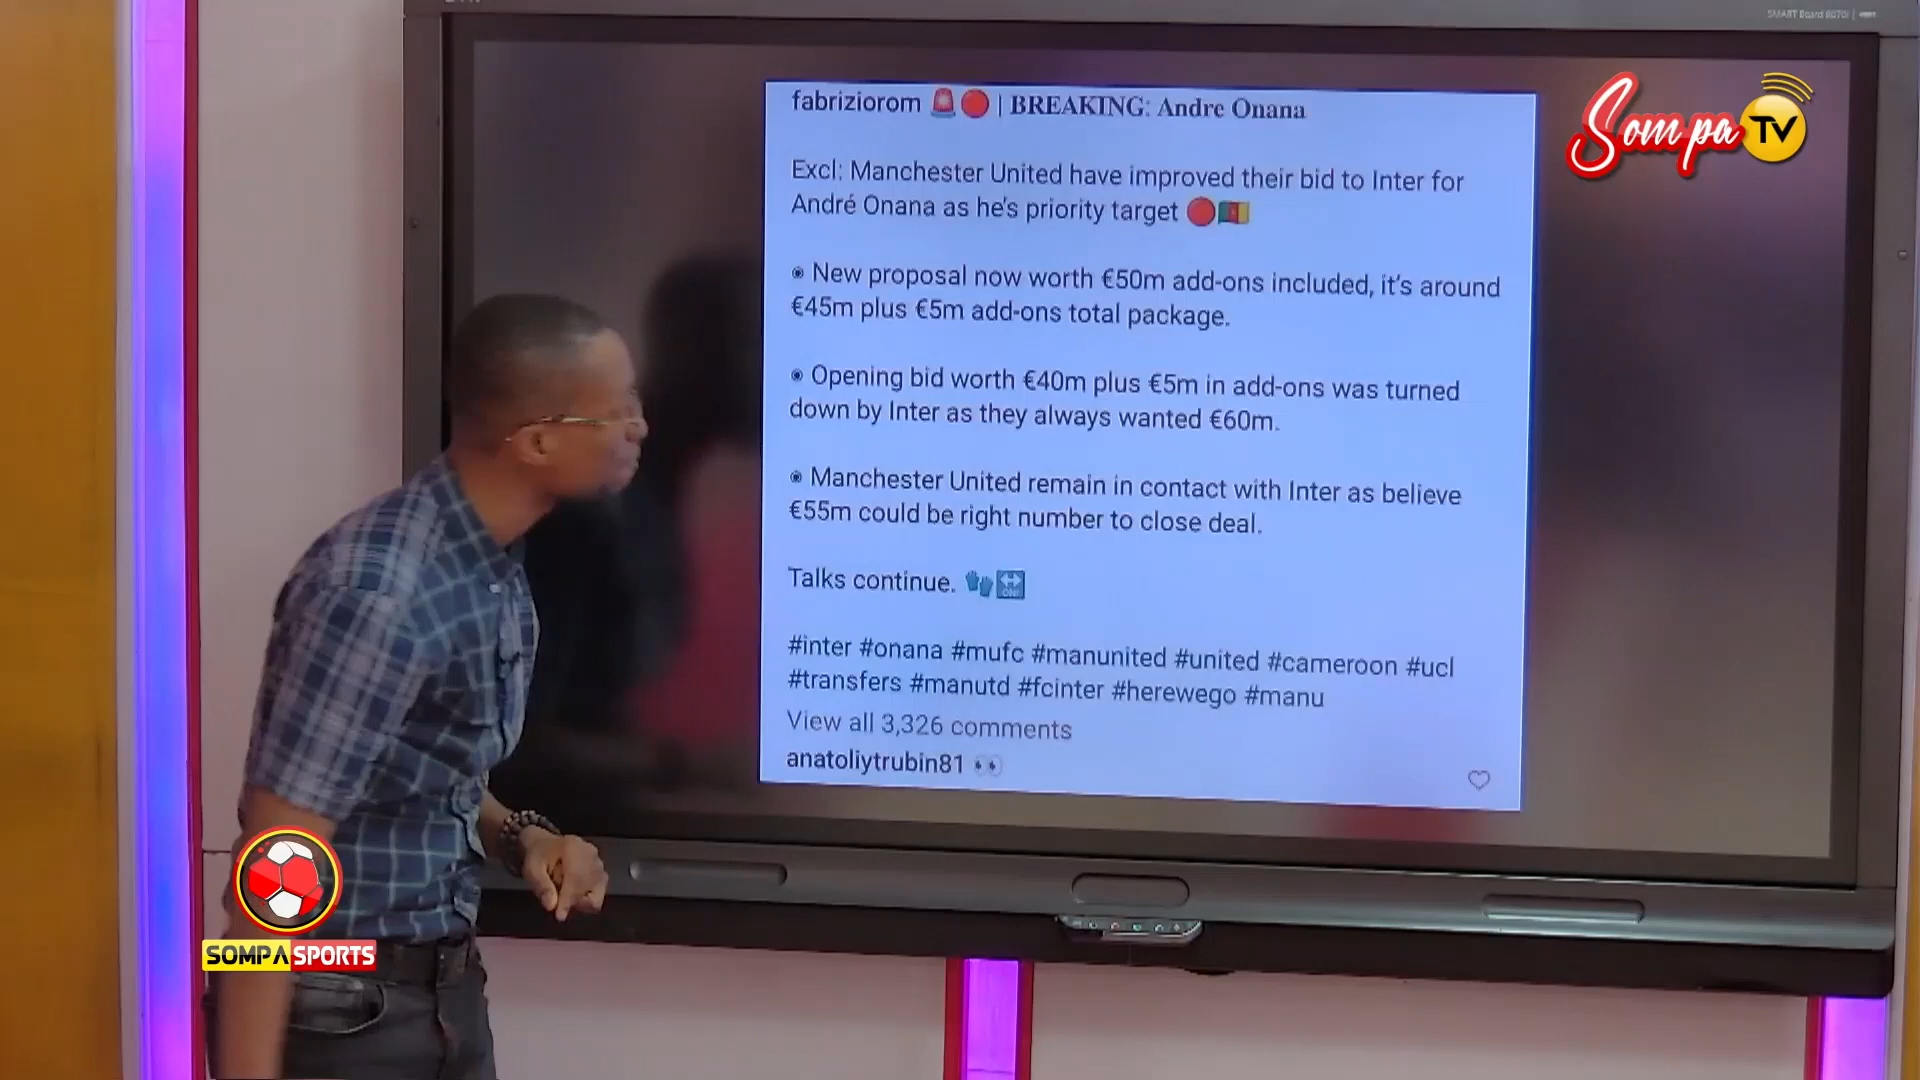 SMART Board
Sompa TV
fabriziorom 🚨🔴 | BREAKING: Andre Onana
Excl: Manchester United have improved their bid to Inter for
André Onana as he's priority target 🔴🇨🇲
◉ New proposal now worth €50m add-ons included, it's around
€45m plus €5m add-ons total package.
◉ Opening bid worth €40m plus €5m in add-ons was turned
down by Inter as they always wanted €60m.
◉ Manchester United remain in contact with Inter as believe
€55m could be right number to close deal.
Talks continue. 🧤🔛
#inter #onana #mufc #manunited #united #cameroon #ucl
#transfers #manutd #fcinter #herewego #manu
View all 3,326 comments
anatoliytrubin81 👀
SOMPA SPORTS